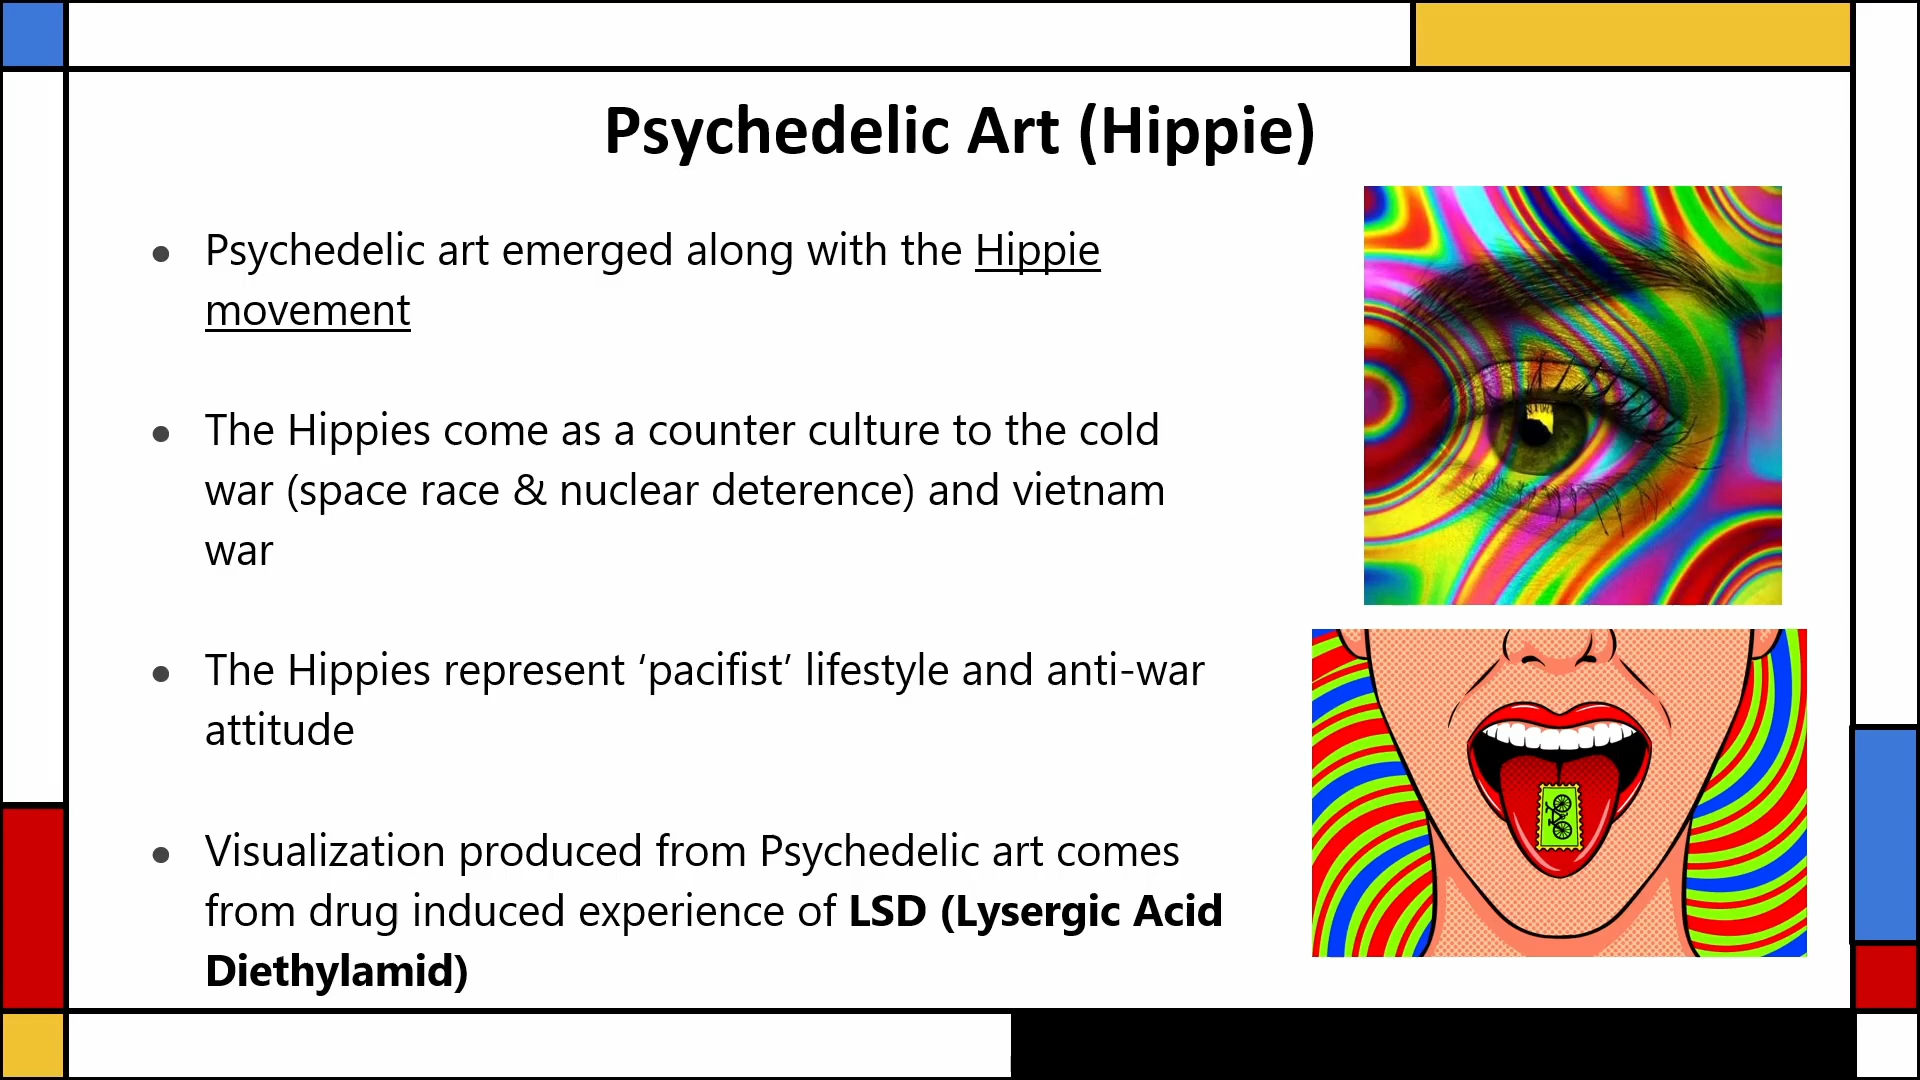 Psychedelic Art (Hippie)
● Psychedelic art emerged along with the Hippie
movement
● The Hippies come as a counter culture to the cold
war (space race & nuclear deterence) and vietnam
war
● The Hippies represent ‘pacifist’ lifestyle and anti-war
attitude
● Visualization produced from Psychedelic art comes
from drug induced experience of LSD (Lysergic Acid
Diethylamid)